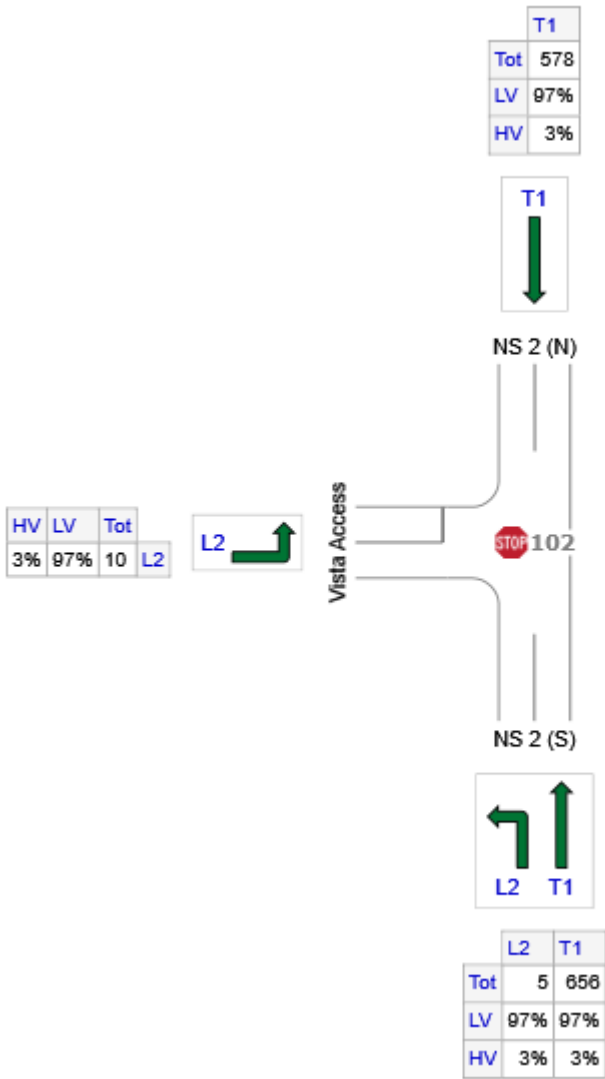 T1
Tot 578
LV 97%
HV 3%
T1
NS 2 (N)
HV LV Tot
3% 97% 10 L2
L2
Vista Access
STOP 102
NS 2 (S)
L2 T1
L2 T1
Tot 5 656
LV 97% 97%
HV 3% 3%